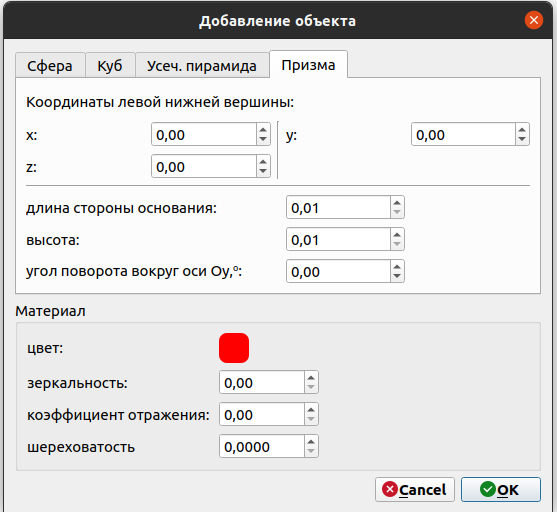 Добавление объекта
Сфера Куб Усеч. пирамида Призма
Координаты левой нижней вершины:
x: 0,00 y: 0,00
z: 0,00
длина стороны основания: 0,01
высота: 0,01
угол поворота вокруг оси Oy,°: 0,00
Материал
цвет:
зеркальность: 0,00
коэффициент отражения: 0,00
шереховатость 0,0000
Cancel OK